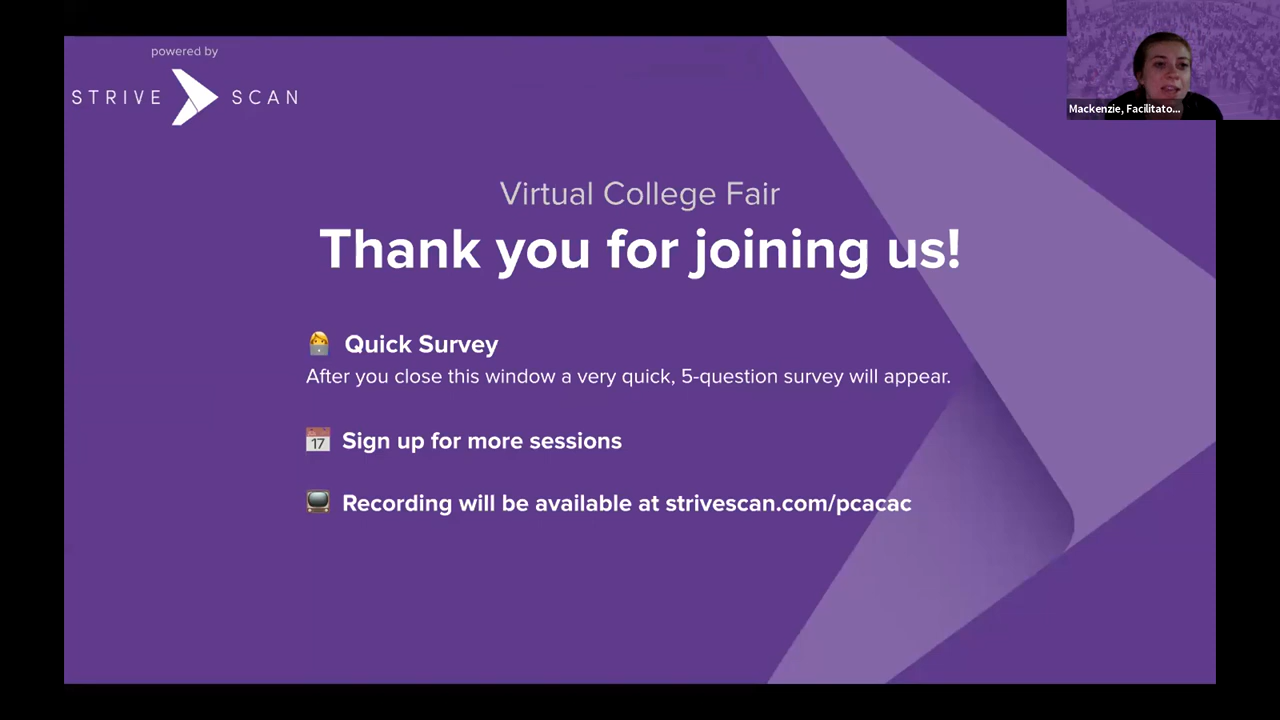 powered by
STRIVE SCAN
Mackenzie, Facilitato...
Virtual College Fair
Thank you for joining us!
Quick Survey
After you close this window a very quick, 5-question survey will appear.
17 Sign up for more sessions
Recording will be available at strivescan.com/pcacac